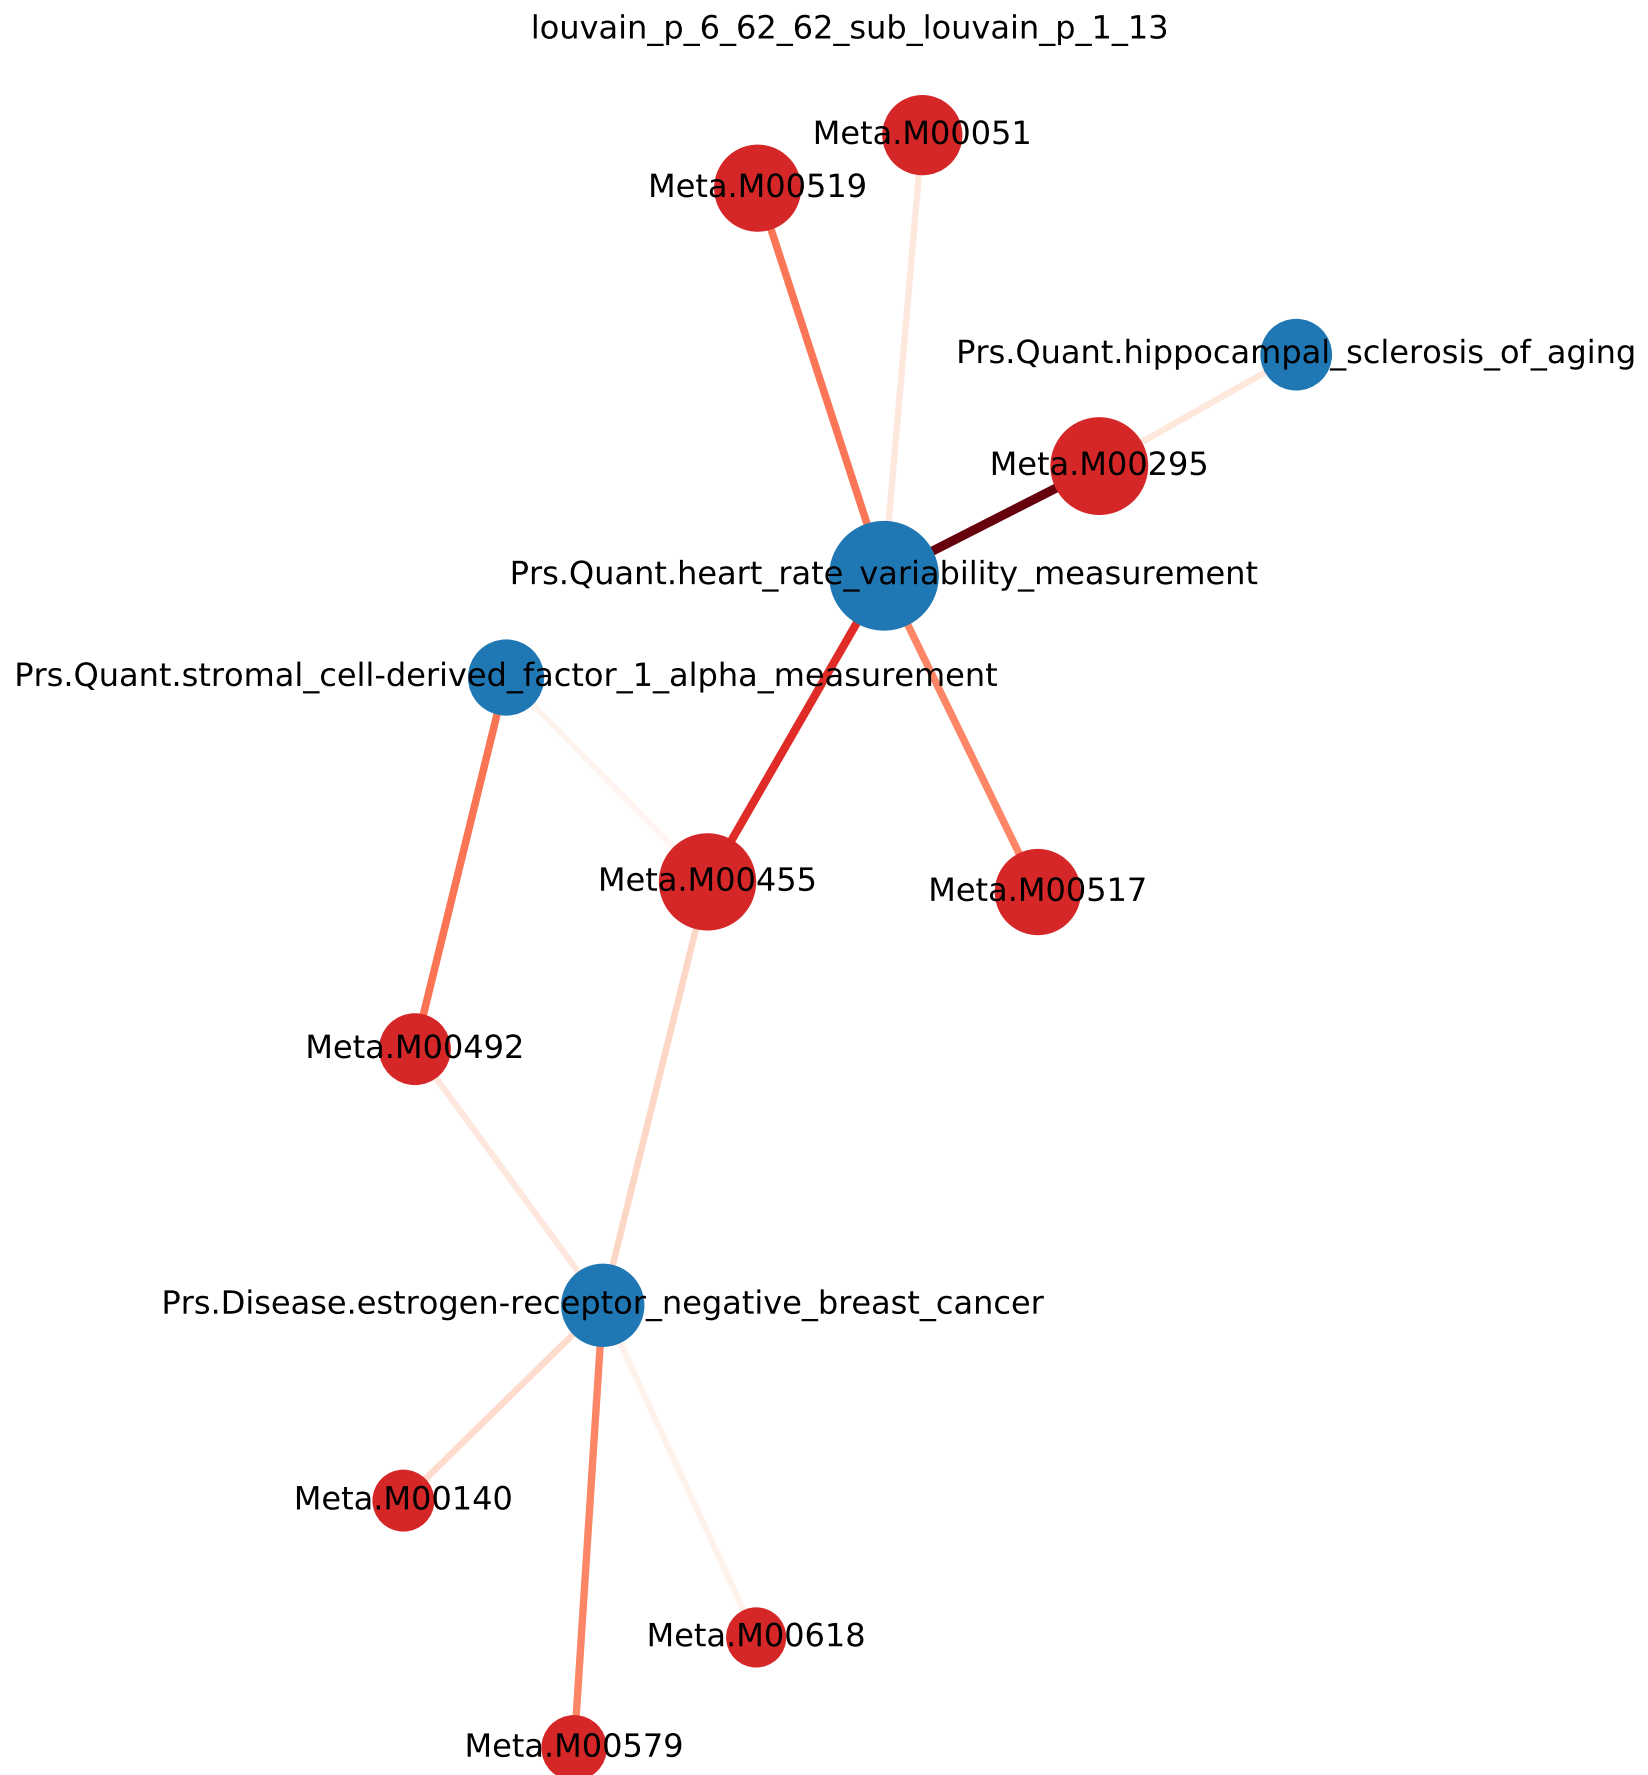 louvain_p_6_62_62_sub_louvain_p_1_13
Meta.M00051
Meta.M00519
Prs.Quant.hippocampal_sclerosis_of_aging
Meta.M00295
Prs.Quant.heart_rate_variability_measurement
Prs.Quant.stromal_cell-derived_factor_1_alpha_measurement
Meta.M00455
Meta.M00517
Meta.M00492
Prs.Disease.estrogen-receptor_negative_breast_cancer
Meta.M00140
Meta.M00618
Meta.M00579